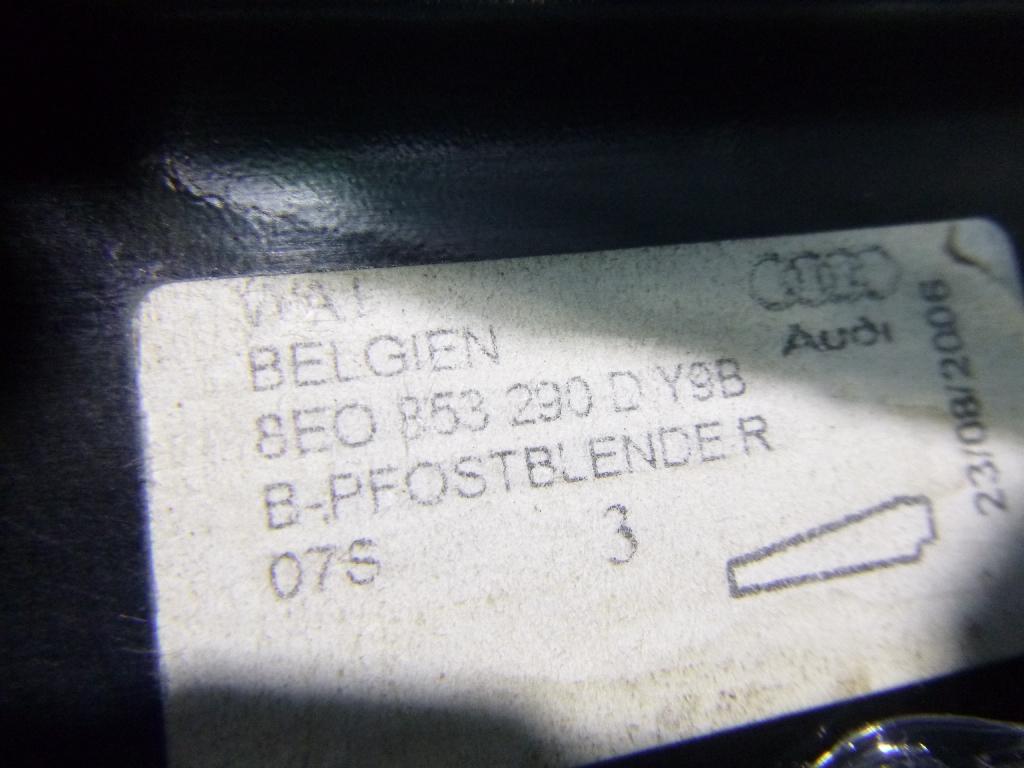 BELGIEN
8E0 853 290 D Y9B
B-PFOSTBLENDE R
07S
3
Audi
23/08/2006